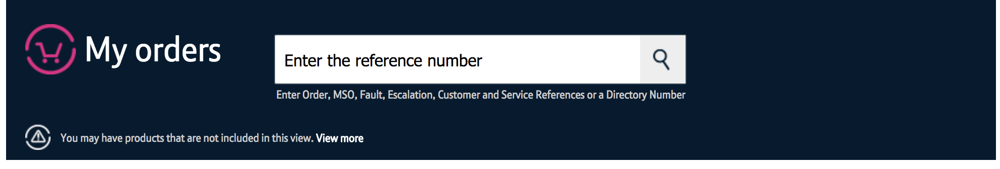 My orders
Enter the reference number
Enter Order, MSO, Fault, Escalation, Customer and Service References or a Directory Number
You may have products that are not included in this view. View more